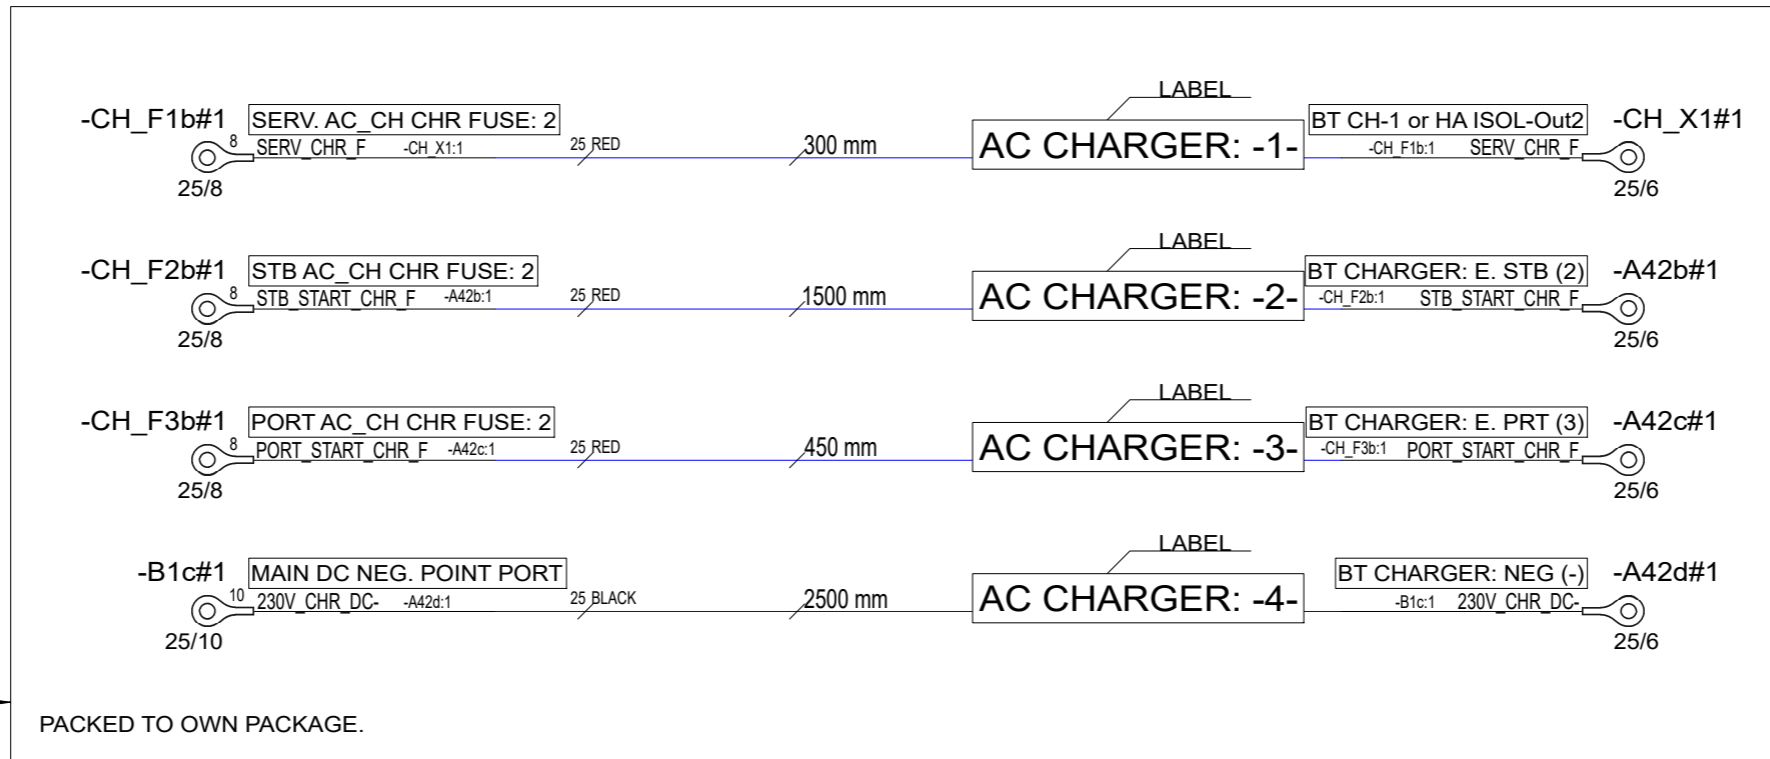 LABEL
-CH_F1b#1 SERV. AC_CH CHR FUSE: 2 BT CH-1 or HA ISOL-Out2 -CH_X1#1
8 SERV_CHR_F -CH_X1:1 25 RED 300 mm AC CHARGER: -1- -CH_F1b:1 SERV_CHR_F
25/8 25/6
LABEL
-CH_F2b#1 STB AC_CH CHR FUSE: 2 BT CHARGER: E. STB (2) -A42b#1
8 STB_START_CHR_F -A42b:1 25 RED 1500 mm AC CHARGER: -2- -CH_F2b:1 STB_START_CHR_F
25/8 25/6
LABEL
-CH_F3b#1 PORT AC_CH CHR FUSE: 2 BT CHARGER: E. PRT (3) -A42c#1
8 PORT_START_CHR_F -A42c:1 25 RED 450 mm AC CHARGER: -3- -CH_F3b:1 PORT_START_CHR_F
25/8 25/6
LABEL
-B1c#1 MAIN DC NEG. POINT PORT BT CHARGER: NEG (-) -A42d#1
10 230V_CHR_DC- -A42d:1 25 BLACK 2500 mm AC CHARGER: -4- -B1c:1 230V_CHR_DC-
25/10 25/6
PACKED TO OWN PACKAGE.